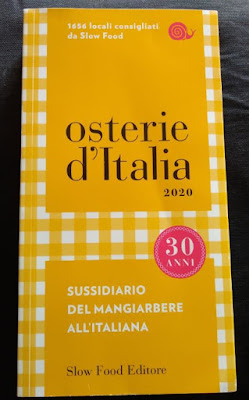 1656 locali consigliati
da Slow Food
osterie
d'Italia
2020
30
ANNI
SUSSIDIARIO
DEL MANGIARBERE
ALL'ITALIANA
Slow Food Editore